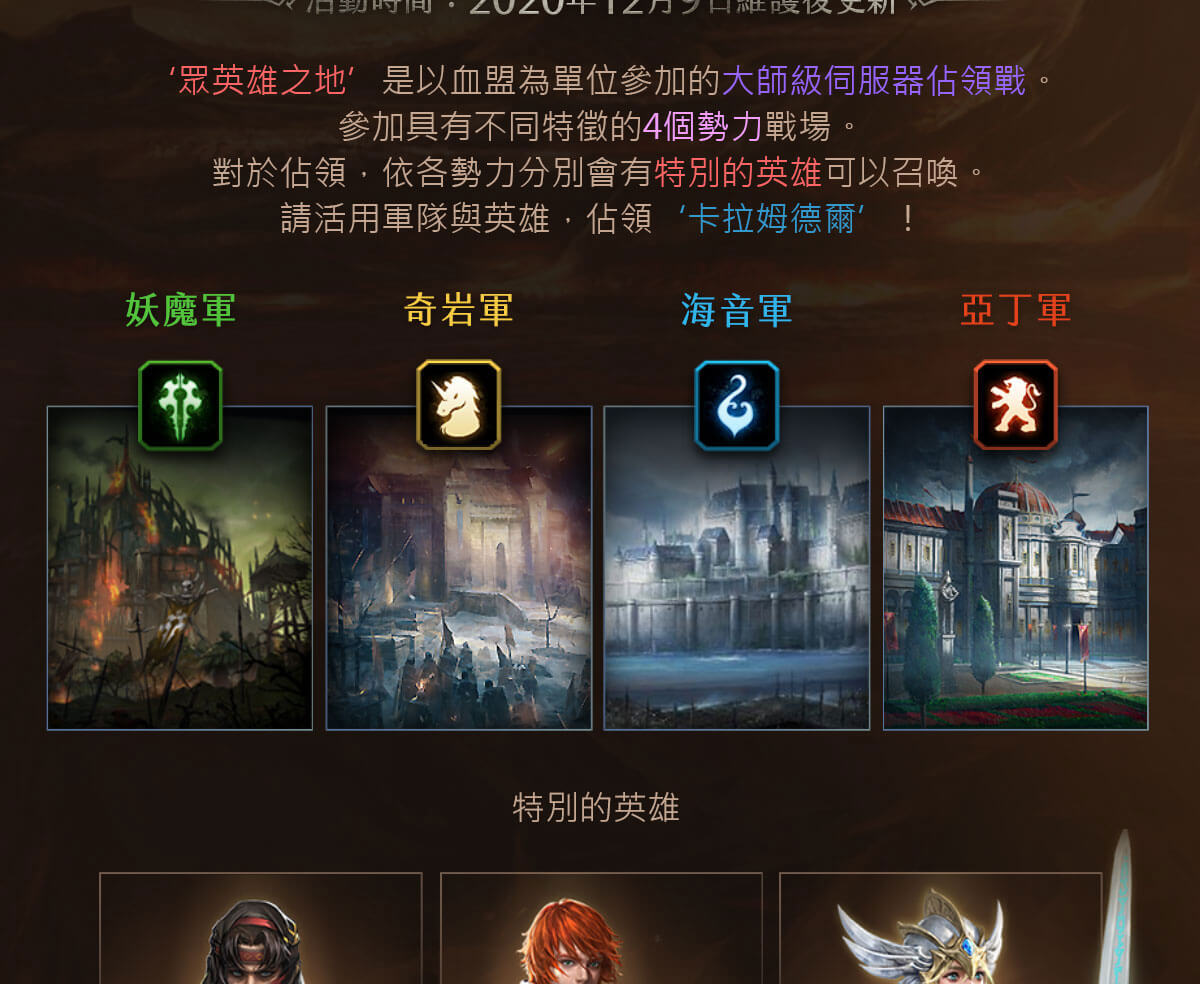 活動時間：2020年12月9日維護後更新
‘眾英雄之地’ 是以血盟為單位參加的大師級伺服器佔領戰。
參加具有不同特徵的4個勢力戰場。
對於佔領，依各勢力分別會有特別的英雄可以召喚。
請活用軍隊與英雄，佔領 ‘卡拉姆德爾’ ！
妖魔軍
奇岩軍
海音軍
亞丁軍
特別的英雄